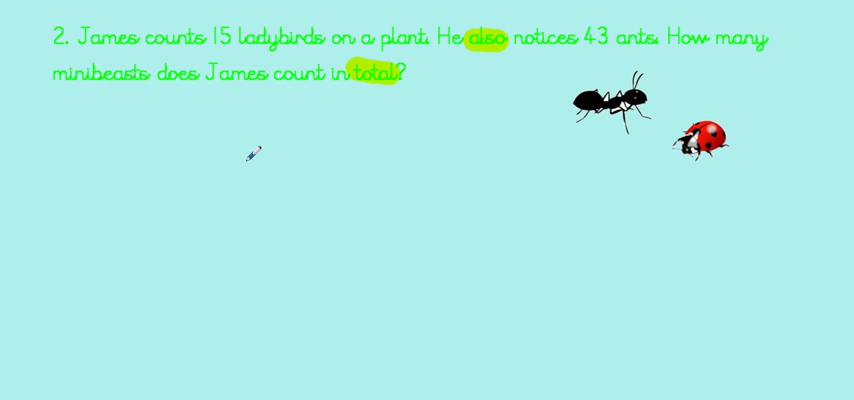 2. James counts 15 ladybirds on a plant. He also notices 43 ants. How many
minibeasts does James count in total?